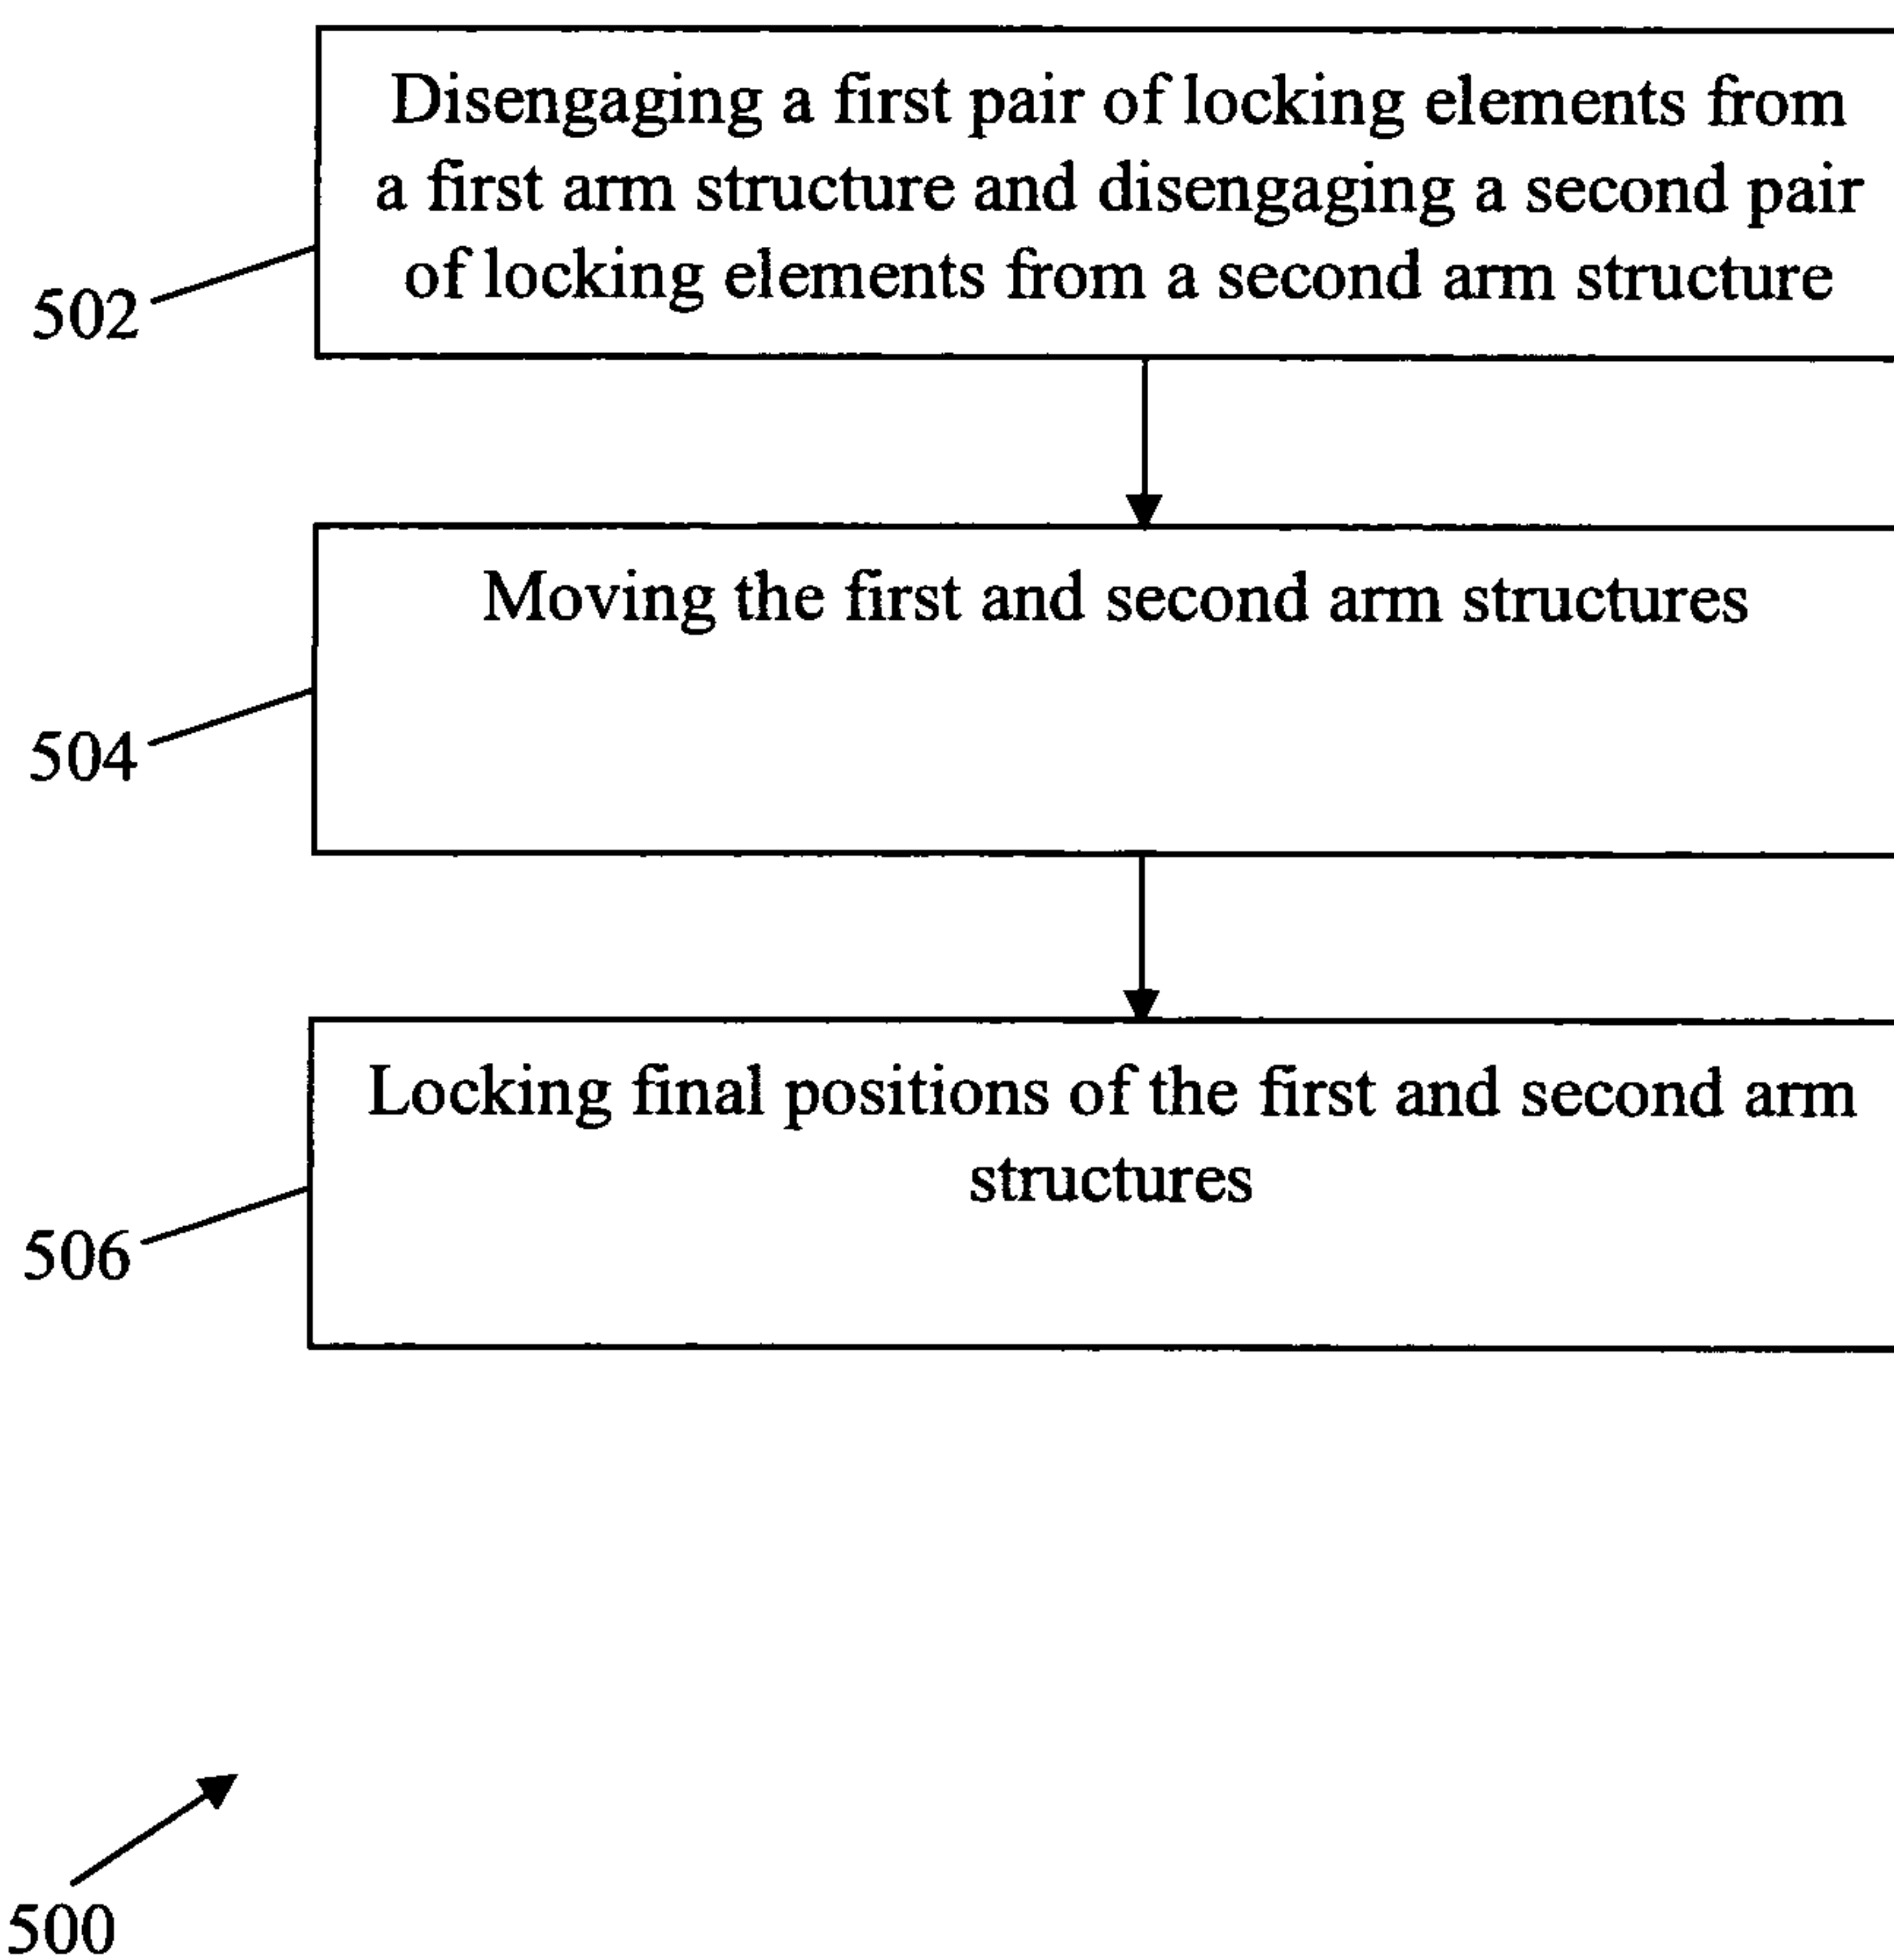 Disengaging a first pair of locking elements from
a first arm structure and disengaging a second pair
of locking elements from a second arm structure
502
Moving the first and second arm structures
504
Locking final positions of the first and second arm
structures
506
500